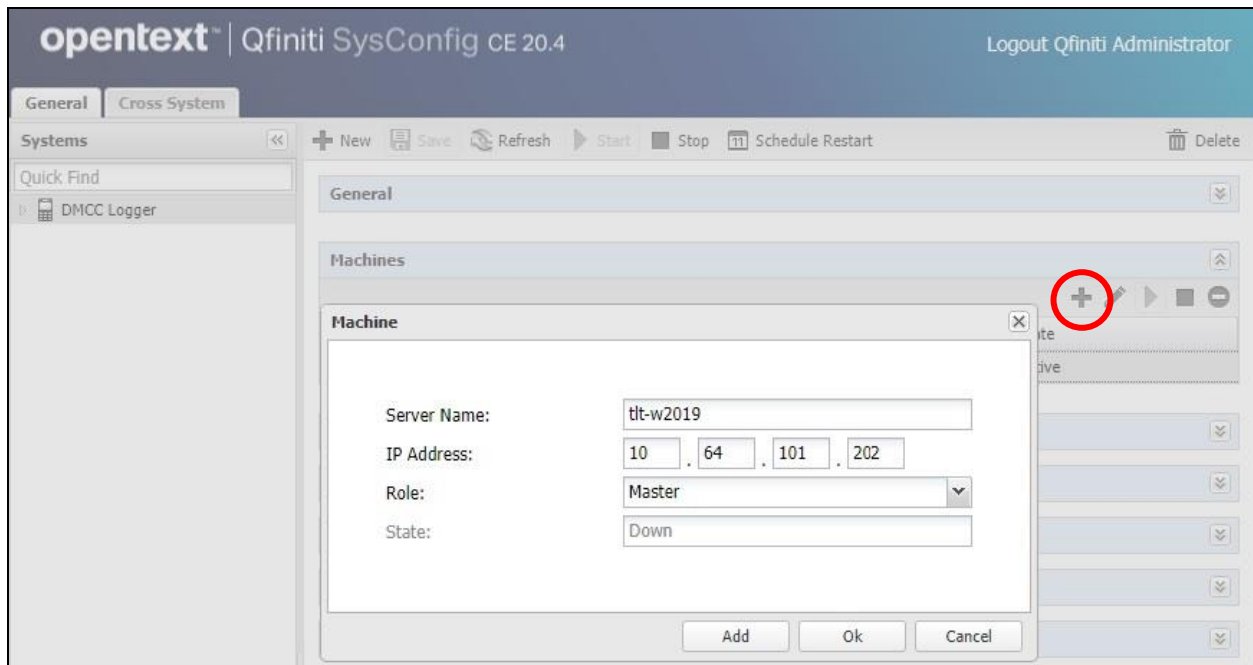 opentext™ | Qfiniti SysConfig CE 20.4
Logout Qfiniti Administrator
General Cross System
Systems
New Save Refresh Start Stop 11 Schedule Restart Delete
Quick Find
DMCC Logger
General
Machines
Machine
Server Name: tlt-w2019
IP Address: 10 . 64 . 101 . 202
Role: Master
State: Down
Add Ok Cancel